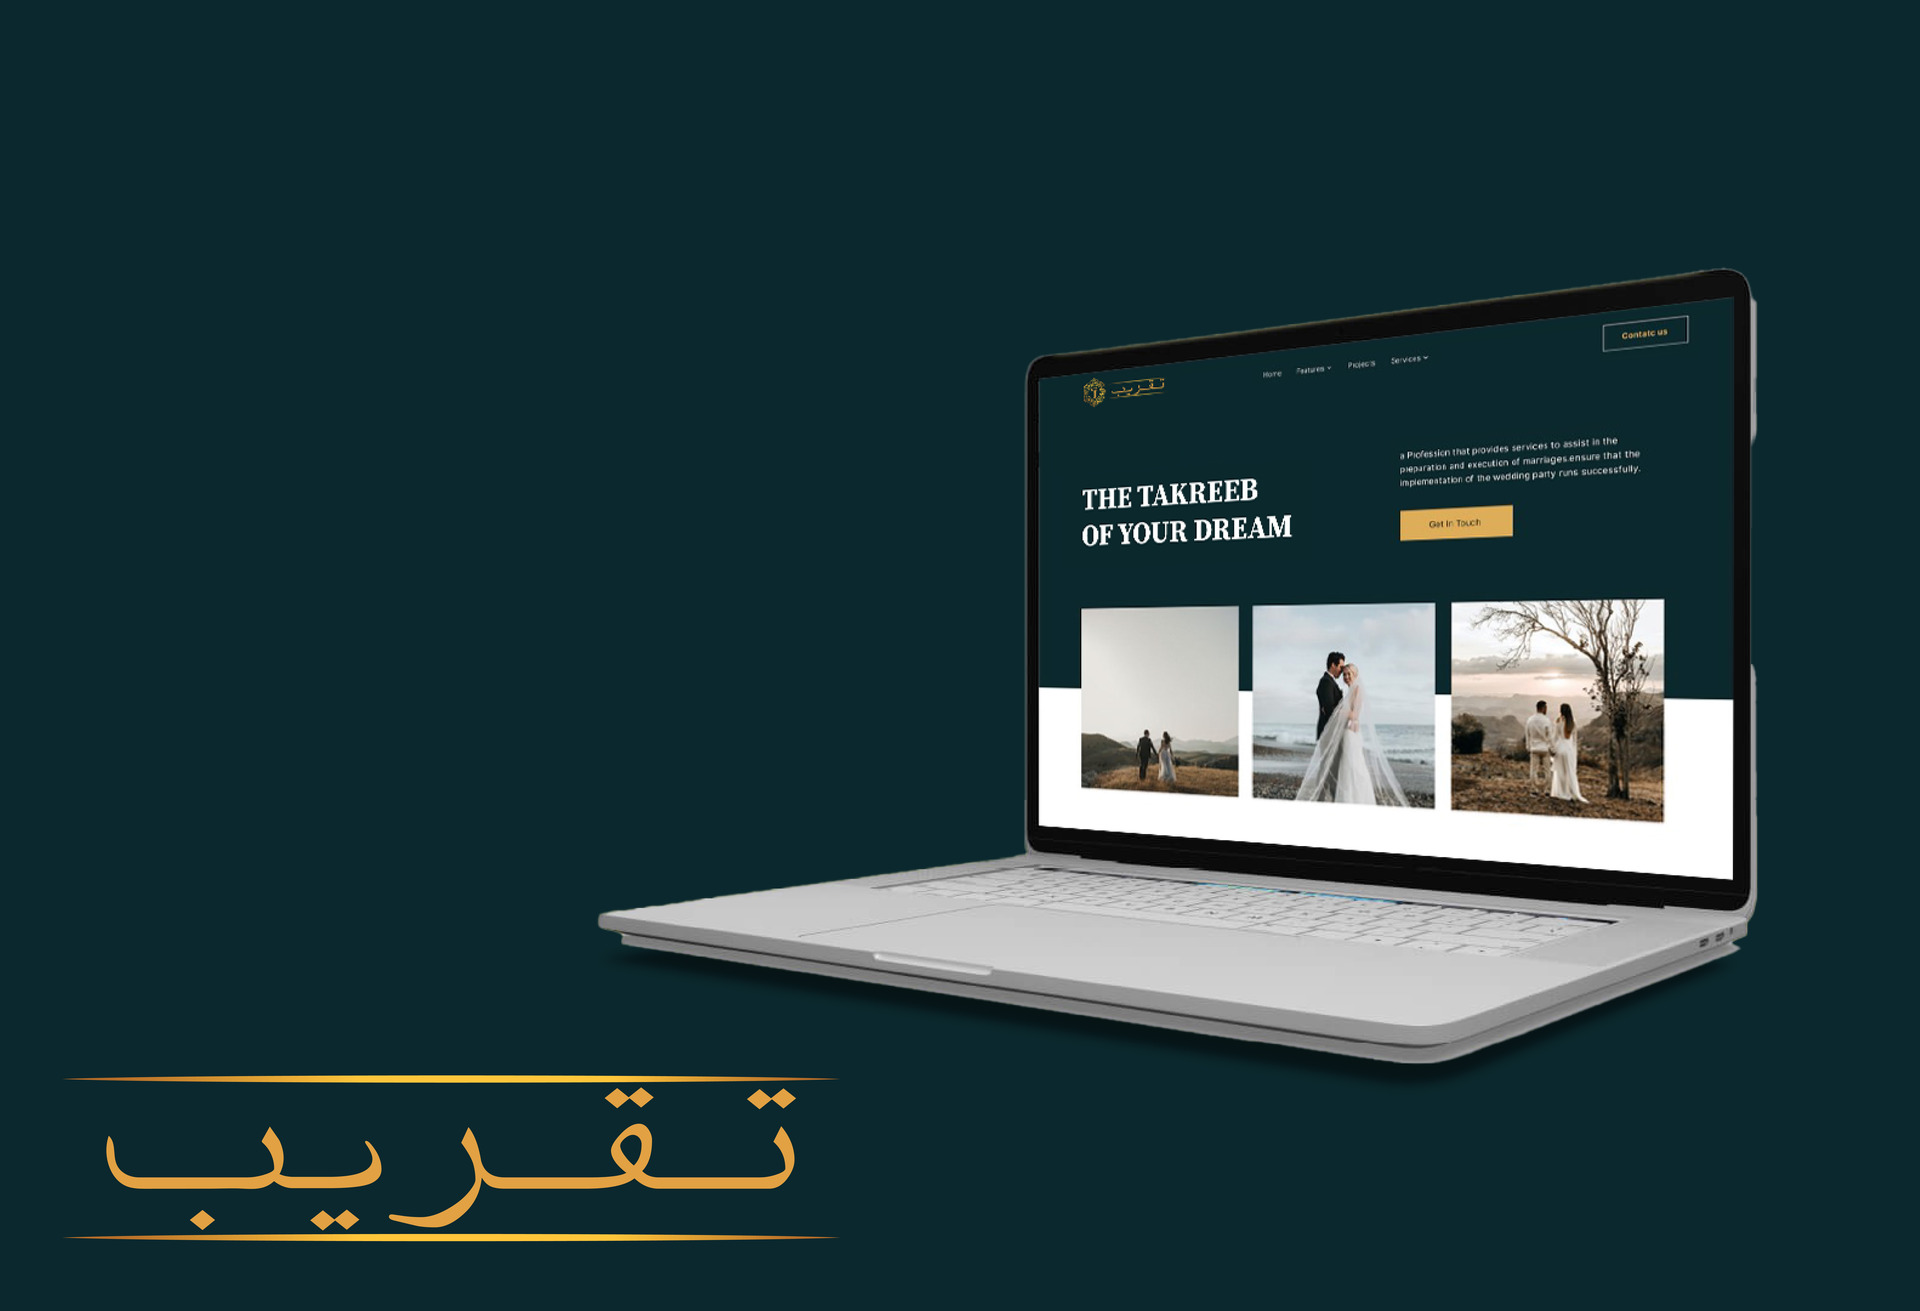 Contatc us
Home Features Projects Services
تقريب
a Profession that provides services to assist in the
preparation and execution of marriages.ensure that the
implementation of the wedding party runs successfully.
THE TAKREEB
OF YOUR DREAM
Get in Touch
تقريب